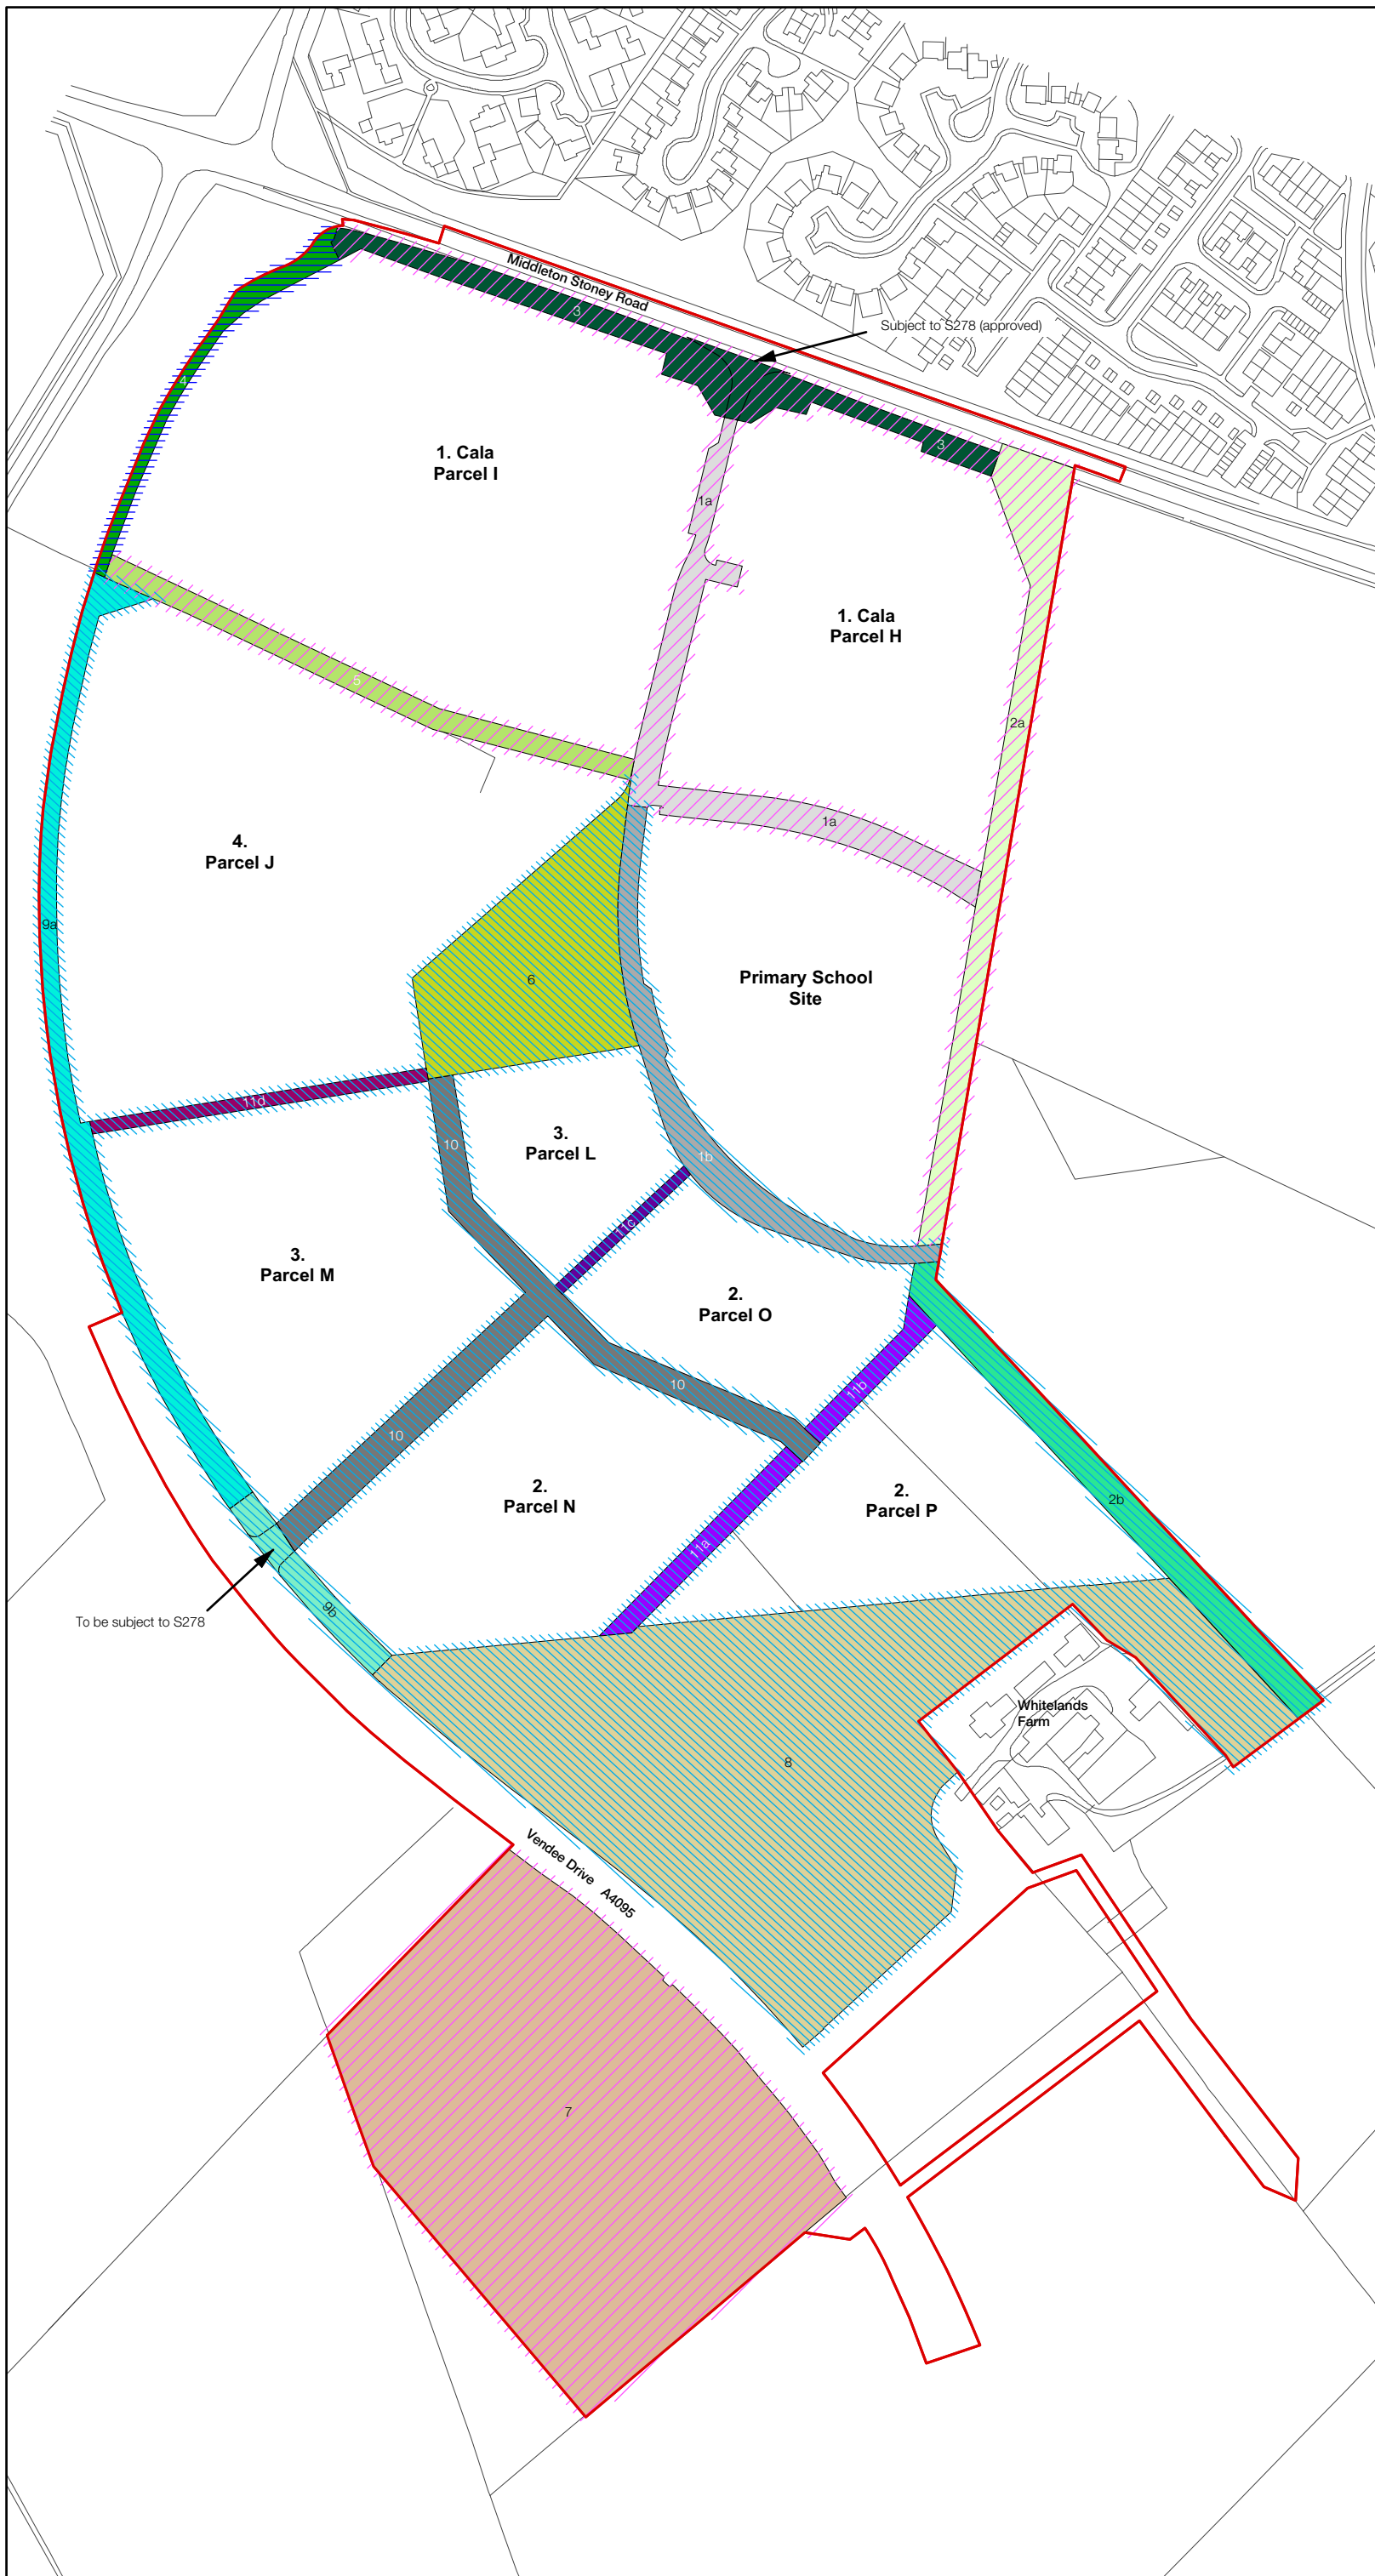 Middleton Stoney Road
3
Subject to S278 (approved)
4
3
1. Cala
Parcel I
1a
1. Cala
Parcel H
5
2a
1a
4.
Parcel J
9a
6
Primary School
Site
11d
10
3.
Parcel L
1b
11c
3.
Parcel M
2.
Parcel O
10
11b
10
2.
Parcel N
2.
Parcel P
2b
11a
To be subject to S278
9b
Whitelands
Farm
8
Vendee Drive A4095
7